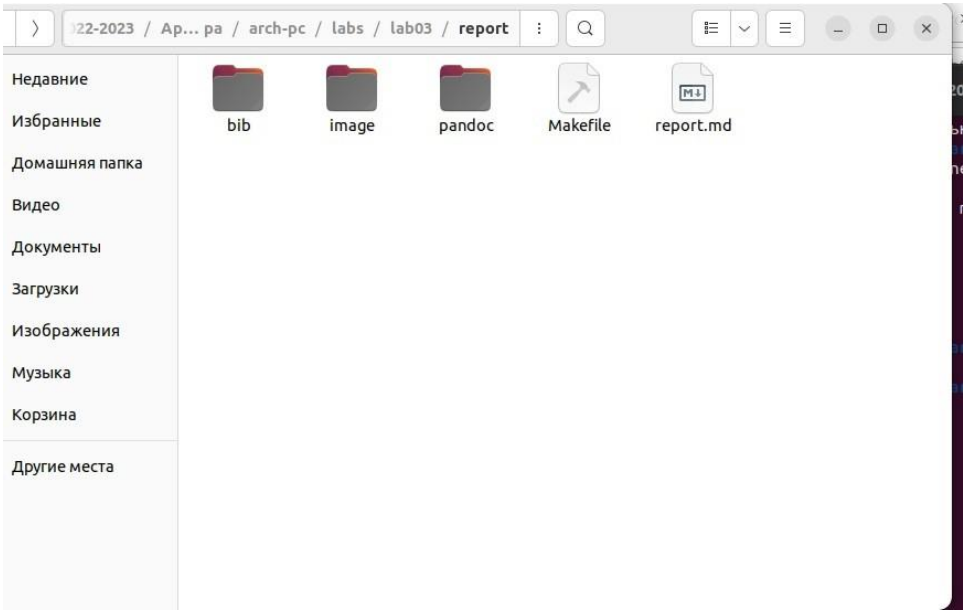 022-2023 / Ap... pa / arch-pc / labs / lab03 / report
Недавние
Избранные
Домашняя папка
Видео
Документы
Загрузки
Изображения
Музыка
Корзина
Другие места
bib
image
pandoc
Makefile
M↓
report.md